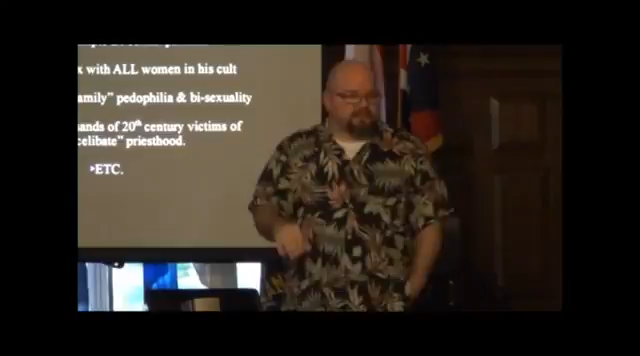 x with ALL women in his cult
amily” pedophilia & bi-sexuality
ands of 20th century victims of
celibate” priesthood.
▸ETC.